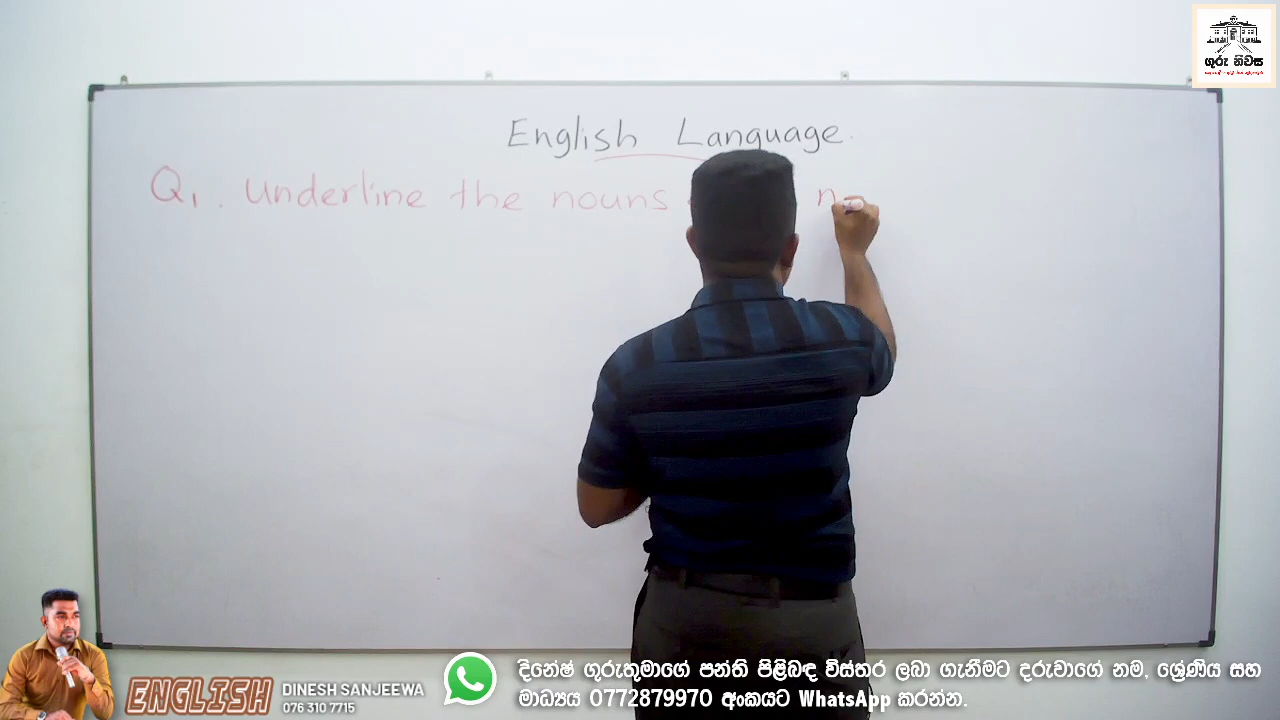 ගුරු නිවස
English Language.
Q1. Underline the nouns
ENGLISH
DINESH SANJEEWA
076 310 7715
දිනේෂ් ගුරුතුමාගේ පන්ති පිළිබඳ විස්තර ලබා ගැනීමට දරුවාගේ නම, ශ්‍රේණිය සහ
මාධ්‍යය 0772879970 අංකයට WhatsApp කරන්න.